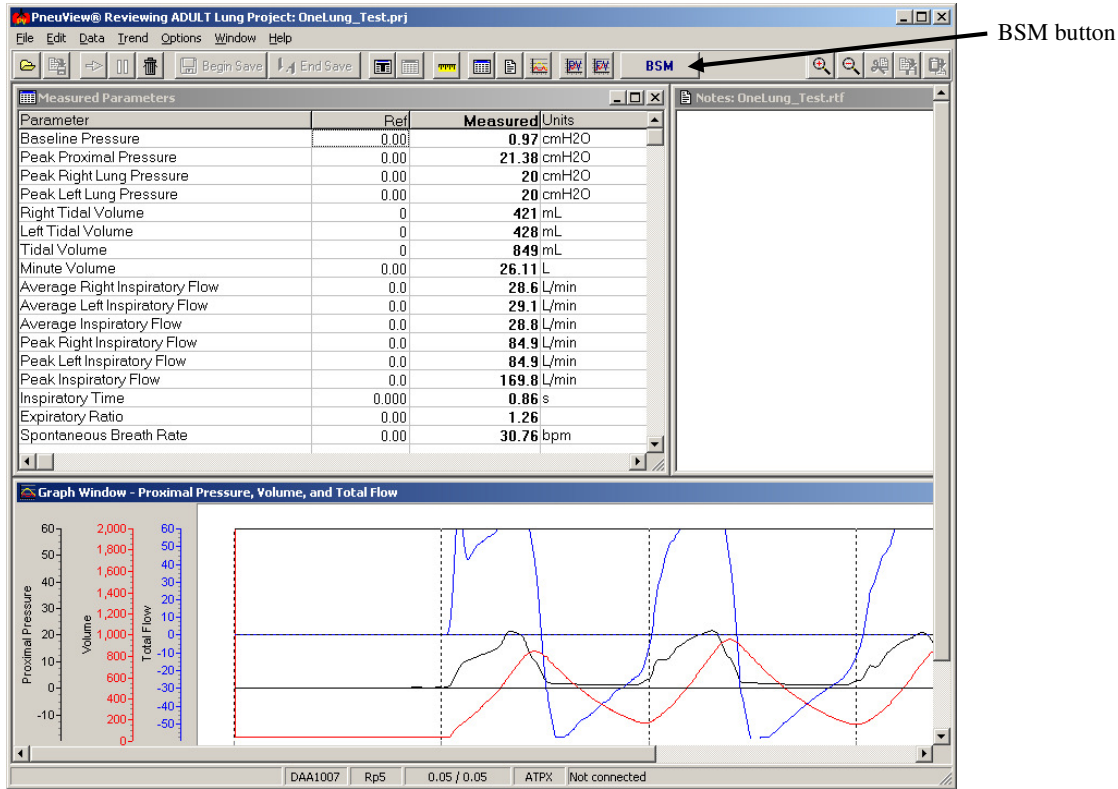 PneuView® Reviewing ADULT Lung Project: OneLung_Test.prj
BSM button
File Edit Data Trend Options Window Help
Begin Save End Save BSM
Measured Parameters
Notes: OneLung_Test.rtf
Parameter Ref Measured Units
Baseline Pressure 0.00 0.97 cmH2O
Peak Proximal Pressure 0.00 21.38 cmH2O
Peak Right Lung Pressure 0.00 20 cmH2O
Peak Left Lung Pressure 0.00 20 cmH2O
Right Tidal Volume 0 421 mL
Left Tidal Volume 0 428 mL
Tidal Volume 0 849 mL
Minute Volume 0.00 26.11 L
Average Right Inspiratory Flow 0.0 28.6 L/min
Average Left Inspiratory Flow 0.0 29.1 L/min
Average Inspiratory Flow 0.0 28.8 L/min
Peak Right Inspiratory Flow 0.0 84.9 L/min
Peak Left Inspiratory Flow 0.0 84.9 L/min
Peak Inspiratory Flow 0.0 169.8 L/min
Inspiratory Time 0.000 0.86 s
Expiratory Ratio 0.00 1.26
Spontaneous Breath Rate 0.00 30.76 bpm
Graph Window - Proximal Pressure, Volume, and Total Flow
Proximal Pressure
60
50
40
30
20
10
0
-10
Volume
2,000
1,800
1,600
1,400
1,200
1,000
800
600
400
200
0
Total Flow
60
50
40
30
20
10
0
-10
-20
-30
-40
-50
DAA1007 Rp5 0.05 / 0.05 ATPX Not connected